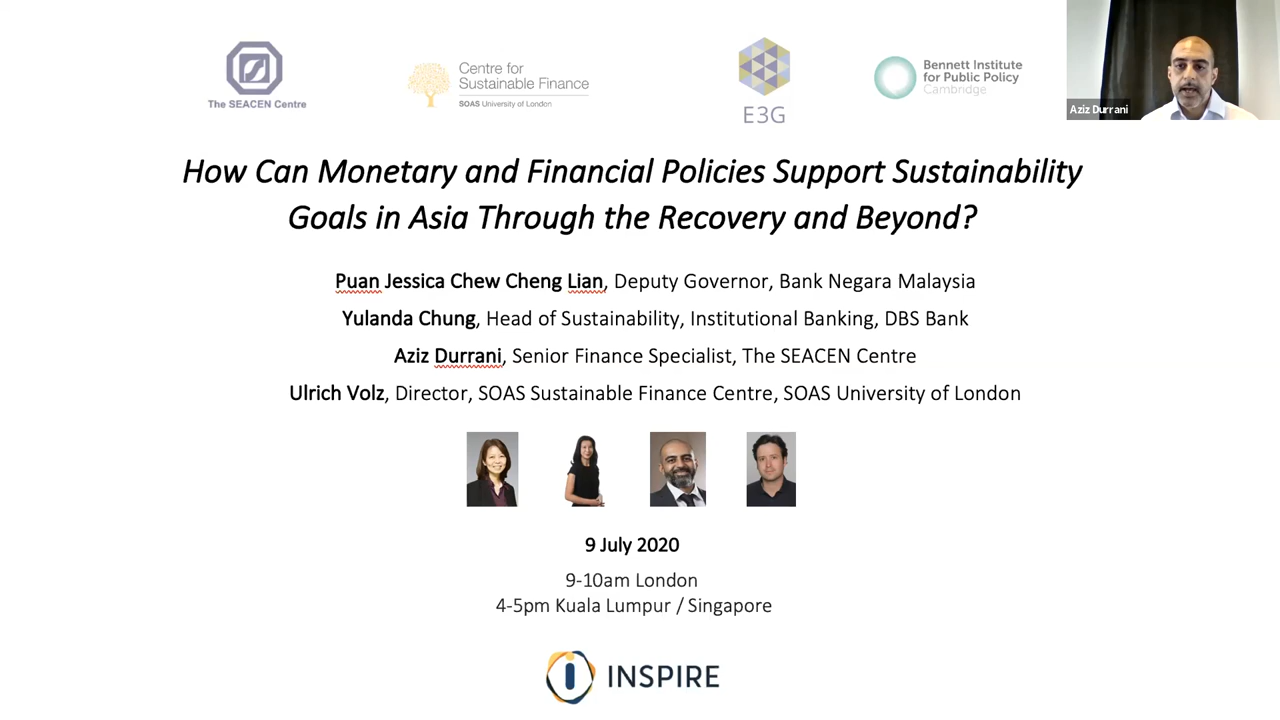 The SEACEN Centre
Centre for
Sustainable Finance
SOAS University of London
E3G
Bennett Institute
for Public Policy
Cambridge
Aziz Durrani
How Can Monetary and Financial Policies Support Sustainability
Goals in Asia Through the Recovery and Beyond?
Puan Jessica Chew Cheng Lian, Deputy Governor, Bank Negara Malaysia
Yulanda Chung, Head of Sustainability, Institutional Banking, DBS Bank
Aziz Durrani, Senior Finance Specialist, The SEACEN Centre
Ulrich Volz, Director, SOAS Sustainable Finance Centre, SOAS University of London
9 July 2020
9-10am London
4-5pm Kuala Lumpur / Singapore
INSPIRE